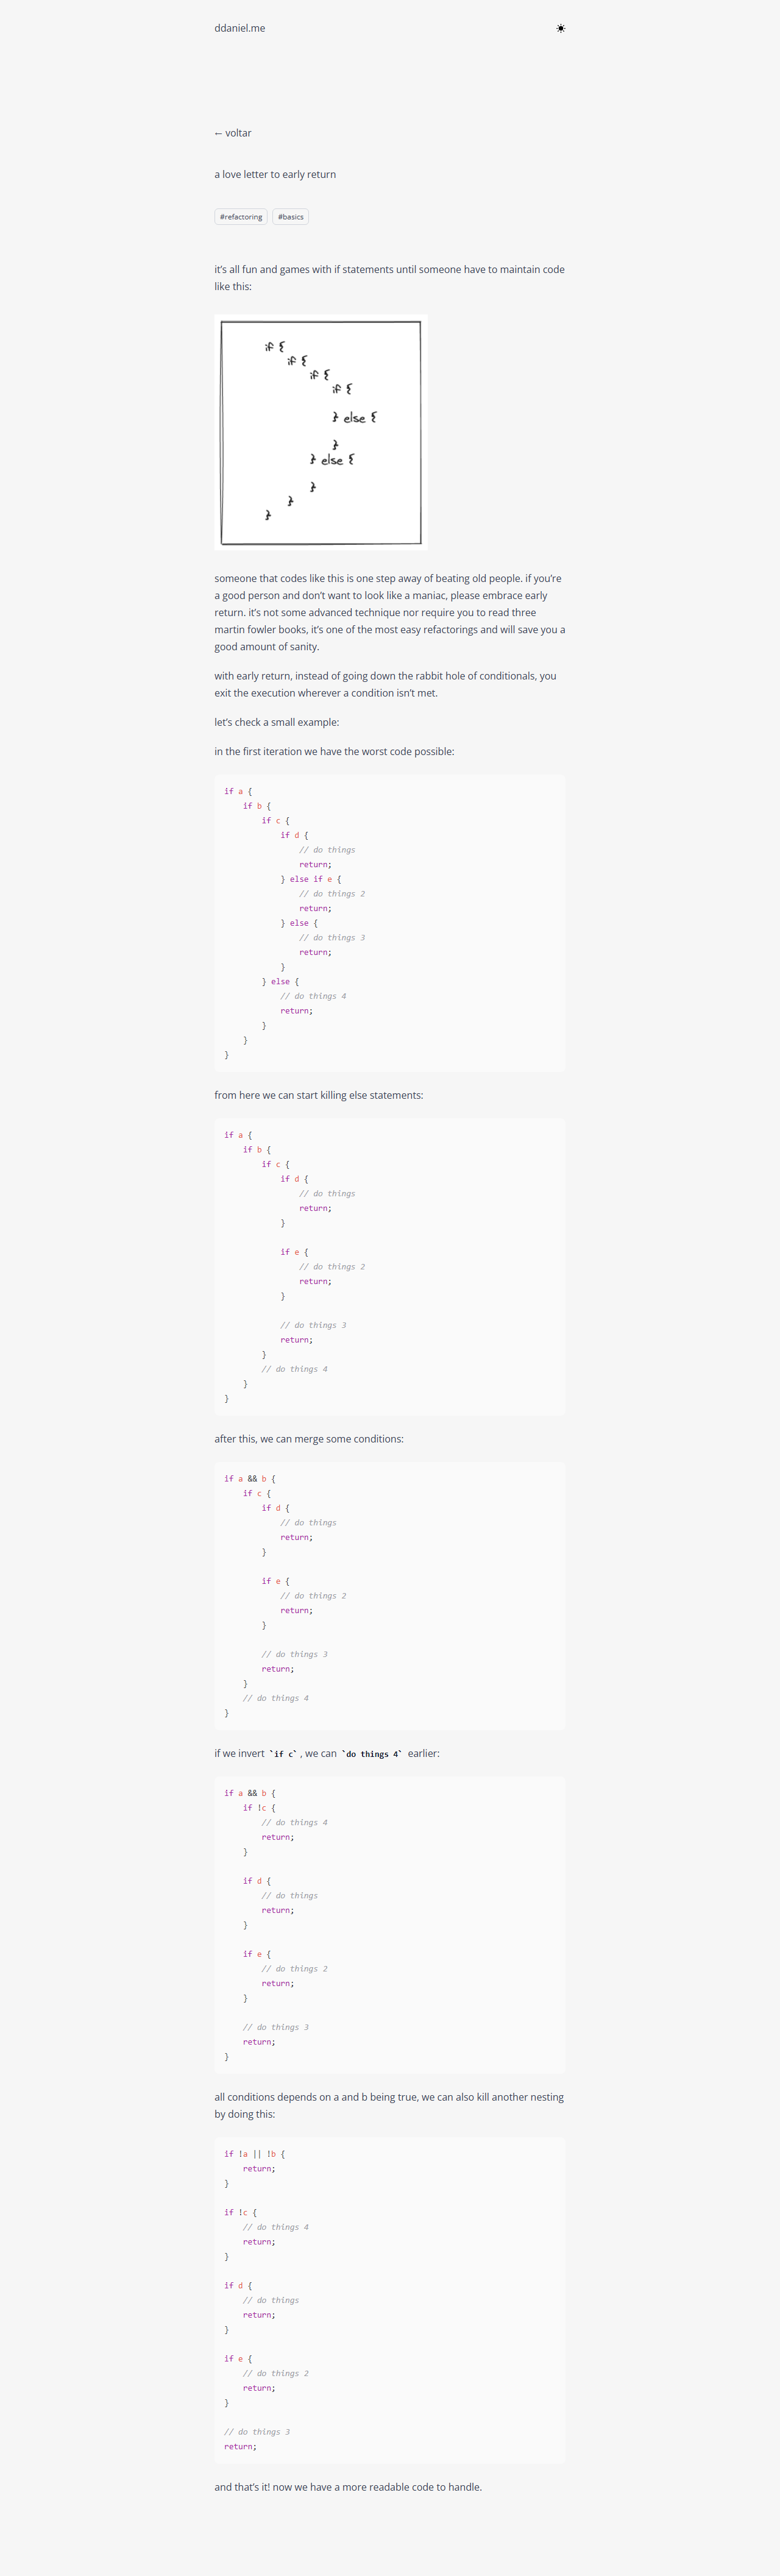 ddaniel.me
← voltar
a love letter to early return
#refactoring #basics
it’s all fun and games with if statements until someone have to maintain code
like this:
if {
if {
if {
if {
} else {
}
} else {
}
}
}
someone that codes like this is one step away of beating old people. if you’re
a good person and don’t want to look like a maniac, please embrace early
return. it’s not some advanced technique nor require you to read three
martin fowler books, it’s one of the most easy refactorings and will save you a
good amount of sanity.
with early return, instead of going down the rabbit hole of conditionals, you
exit the execution wherever a condition isn’t met.
let’s check a small example:
in the first iteration we have the worst code possible:
if a {
    if b {
        if c {
            if d {
                // do things
                return;
            } else if e {
                // do things 2
                return;
            } else {
                // do things 3
                return;
            }
        } else {
            // do things 4
            return;
        }
    }
}
from here we can start killing else statements:
if a {
    if b {
        if c {
            if d {
                // do things
                return;
            }
            if e {
                // do things 2
                return;
            }
            // do things 3
            return;
        }
        // do things 4
    }
}
after this, we can merge some conditions:
if a && b {
    if c {
        if d {
            // do things
            return;
        }
        if e {
            // do things 2
            return;
        }
        // do things 3
        return;
    }
    // do things 4
}
if we invert `if c`, we can `do things 4` earlier:
if a && b {
    if !c {
        // do things 4
        return;
    }
    if d {
        // do things
        return;
    }
    if e {
        // do things 2
        return;
    }
    // do things 3
    return;
}
all conditions depends on a and b being true, we can also kill another nesting
by doing this:
if !a || !b {
    return;
}
if !c {
    // do things 4
    return;
}
if d {
    // do things
    return;
}
if e {
    // do things 2
    return;
}
// do things 3
return;
and that’s it! now we have a more readable code to handle.